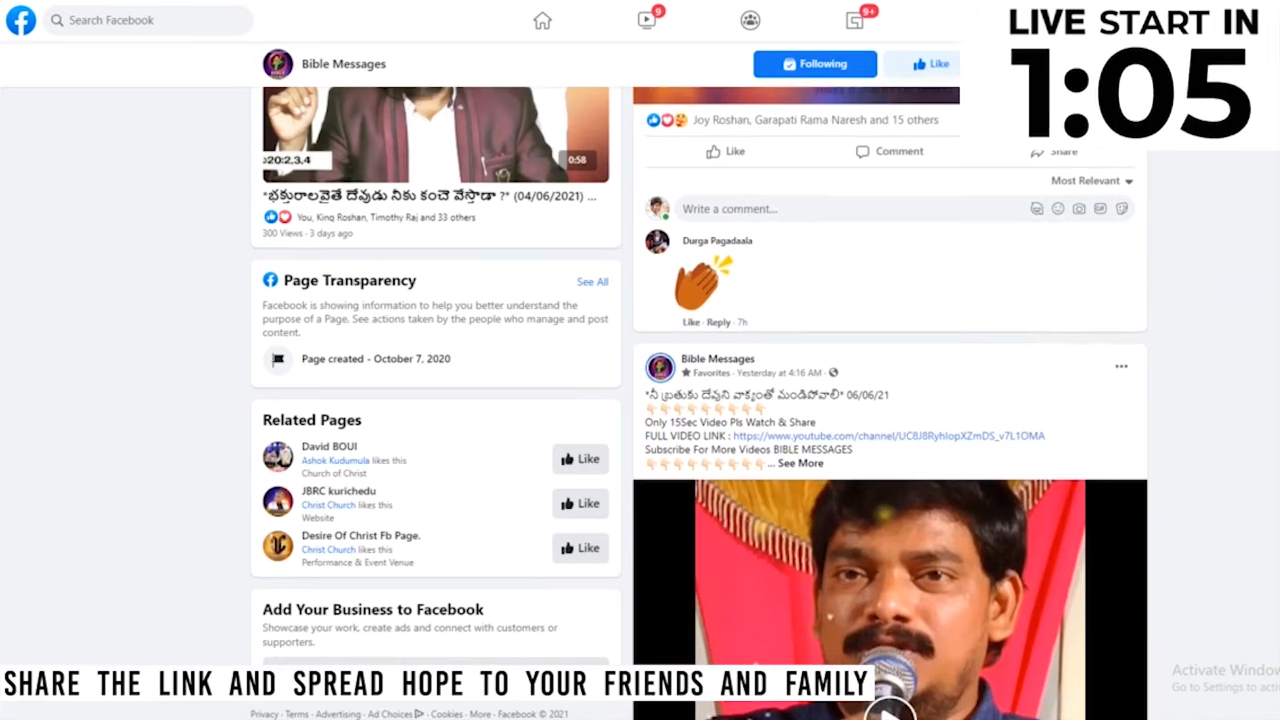 Search Facebook
9
9+
LIVE START IN
1:05
Bible Messages
Following
Like
20:2,3,4
0:58
*భక్తురాలవైతే దేవుడు నీకు కంచె వేస్తాడా ?* (04/06/2021) ...
You, King Roshan, Timothy Raj and 33 others
300 Views · 3 days ago
Page Transparency
See All
Facebook is showing information to help you better understand the
purpose of a Page. See actions taken by the people who manage and post
content.
Page created - October 7, 2020
Related Pages
David BOUI
Ashok Kudumula likes this
Church of Christ
Like
JBRC kurichedu
Christ Church likes this
Website
Like
Desire Of Christ Fb Page.
Christ Church likes this
Performance & Event Venue
Like
Add Your Business to Facebook
Showcase your work, create ads and connect with customers or
supporters.
Privacy · Terms · Advertising · Ad Choices · Cookies · More · Facebook © 2021
Joy Roshan, Garapati Rama Naresh and 15 others
Like
Comment
Share
Most Relevant
Write a comment...
Durga Pagadaala
Like · Reply · 7h
Bible Messages
Favorites · Yesterday at 4:16 AM ·
*నీ బ్రతుకు దేవుని వాక్యంతో మండిపోవాలి* 06/06/21
Only 15Sec Video Pls Watch & Share
FULL VIDEO LINK : https://www.youtube.com/channel/UC8J8RyhlopXZmDS_v7L1OMA
Subscribe For More Videos BIBLE MESSAGES
... See More
SHARE THE LINK AND SPREAD HOPE TO YOUR FRIENDS AND FAMILY
Activate Window
Go to Settings to acti